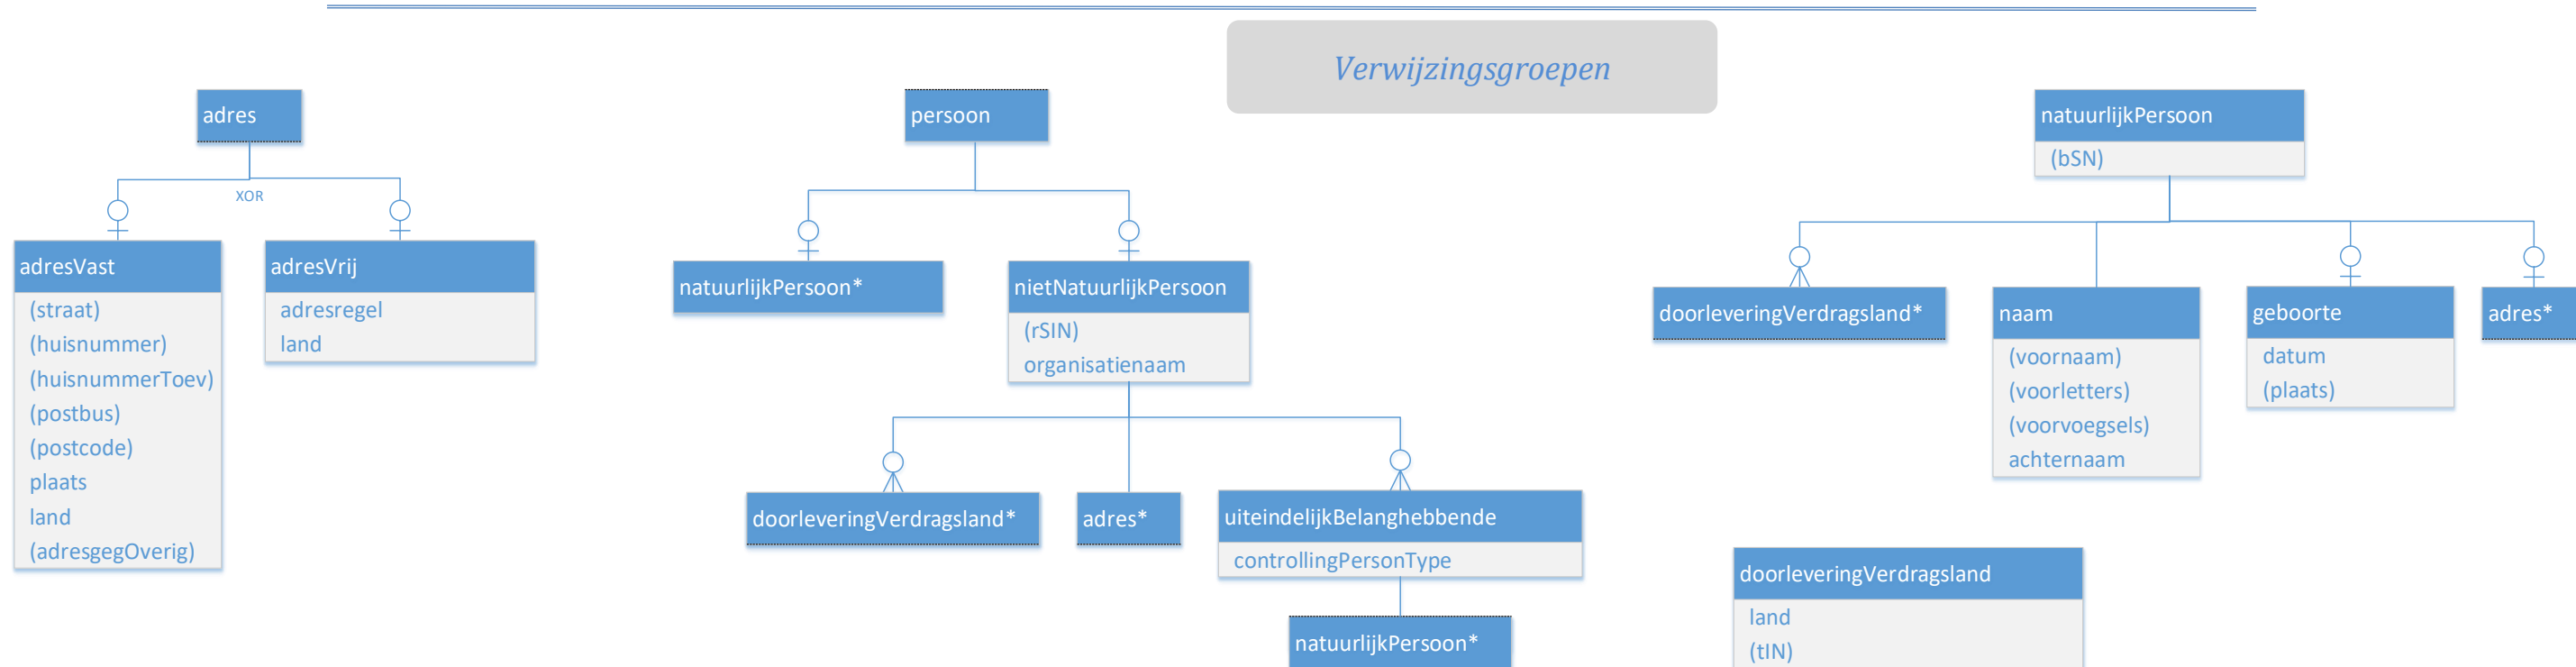 Verwijzingsgroepen
adres
XOR
adresVast
(straat)
(huisnummer)
(huisnummerToev)
(postbus)
(postcode)
plaats
land
(adresgegOverig)
adresVrij
adresregel
land
persoon
natuurlijkPersoon*
nietNatuurlijkPersoon
(rSIN)
organisatienaam
doorleveringVerdragsland*
adres*
uiteindelijkBelanghebbende
controllingPersonType
natuurlijkPersoon*
natuurlijkPersoon
(bSN)
doorleveringVerdragsland*
naam
(voornaam)
(voorletters)
(voorvoegsels)
achternaam
geboorte
datum
(plaats)
adres*
doorleveringVerdragsland
land
(tIN)